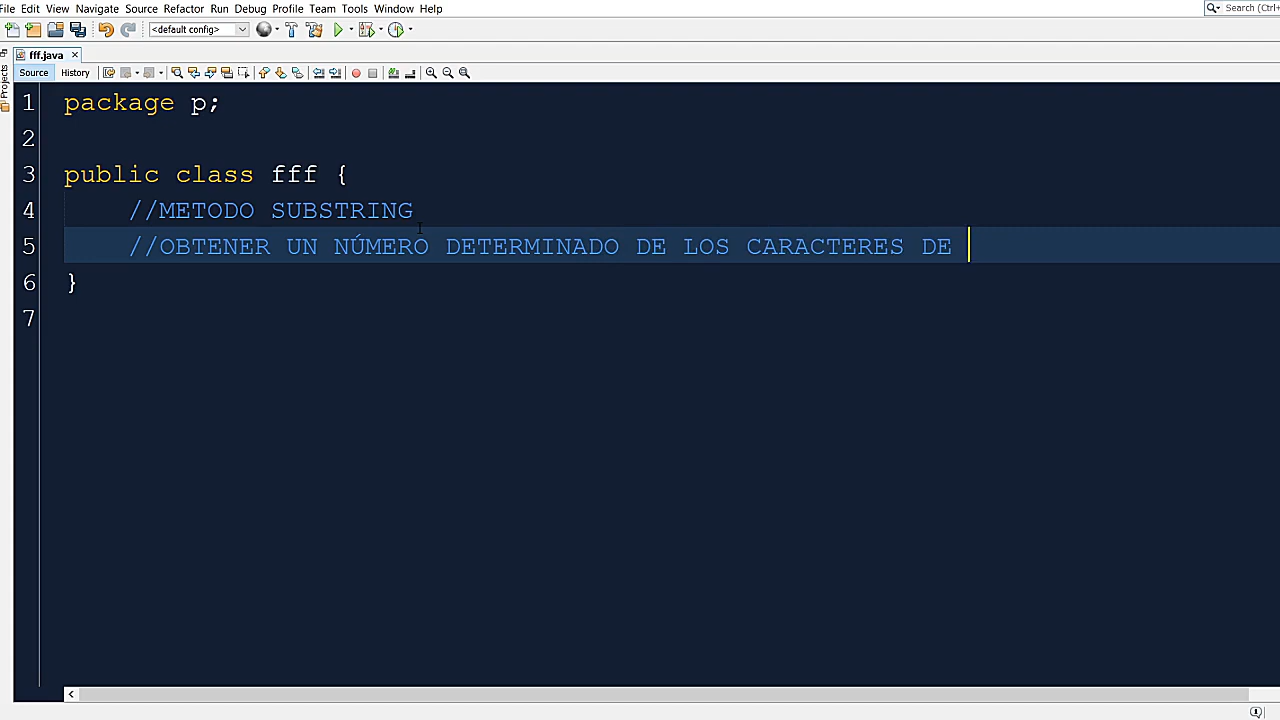 File Edit View Navigate Source Refactor Run Debug Profile Team Tools Window Help
Search (Ctrl+
<default config>
fff.java
Projects
Source History
1 package p;
2
3 public class fff {
4 //METODO SUBSTRING
5 //OBTENER UN NÚMERO DETERMINADO DE LOS CARACTERES DE
6 }
7